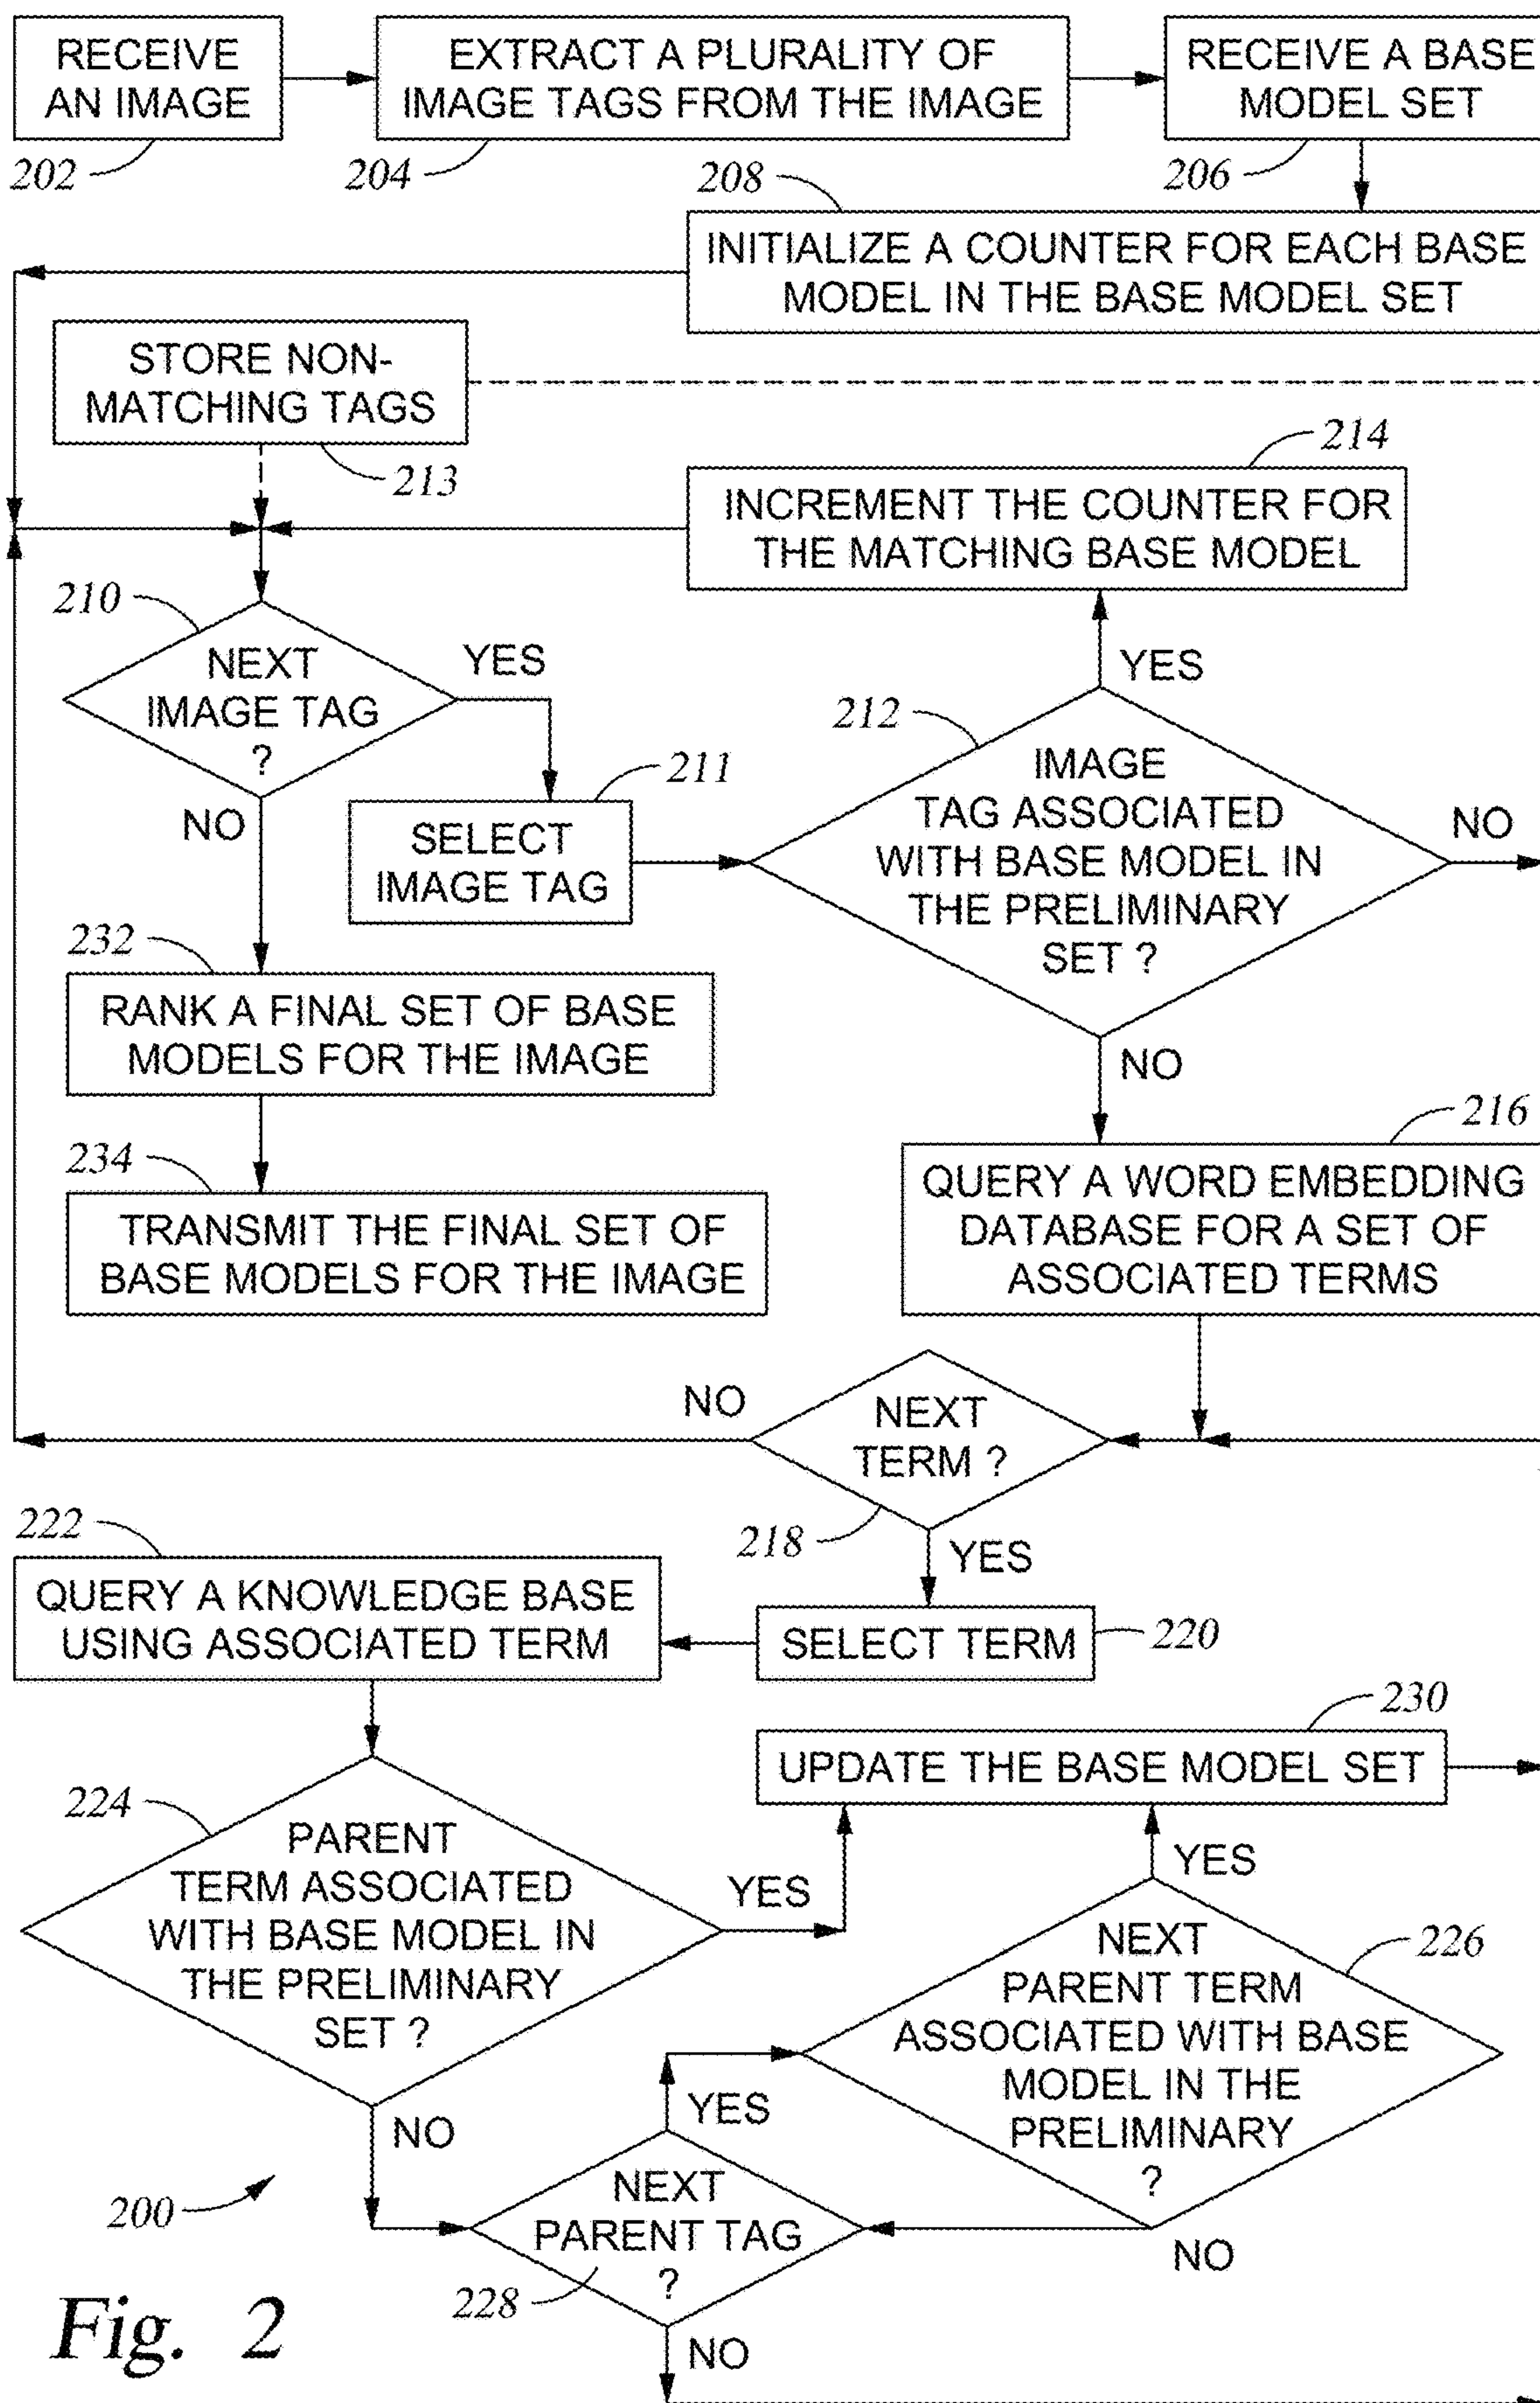 RECEIVE
AN IMAGE
202
EXTRACT A PLURALITY OF
IMAGE TAGS FROM THE IMAGE
204
RECEIVE A BASE
MODEL SET
206
208
INITIALIZE A COUNTER FOR EACH BASE
MODEL IN THE BASE MODEL SET
STORE NON-
MATCHING TAGS
213
214
INCREMENT THE COUNTER FOR
THE MATCHING BASE MODEL
210
NEXT
IMAGE TAG
?
YES
NO
211
SELECT
IMAGE TAG
212
YES
IMAGE
TAG ASSOCIATED
WITH BASE MODEL IN
THE PRELIMINARY
SET ?
NO
NO
232
RANK A FINAL SET OF BASE
MODELS FOR THE IMAGE
234
TRANSMIT THE FINAL SET OF
BASE MODELS FOR THE IMAGE
216
QUERY A WORD EMBEDDING
DATABASE FOR A SET OF
ASSOCIATED TERMS
NO
NEXT
TERM ?
218
YES
222
QUERY A KNOWLEDGE BASE
USING ASSOCIATED TERM
SELECT TERM
220
230
UPDATE THE BASE MODEL SET
224
PARENT
TERM ASSOCIATED
WITH BASE MODEL IN
THE PRELIMINARY
SET ?
YES
NO
YES
NEXT
PARENT TERM
ASSOCIATED WITH BASE
MODEL IN THE
PRELIMINARY
?
226
NO
YES
NEXT
PARENT TAG
?
228
NO
200
Fig. 2